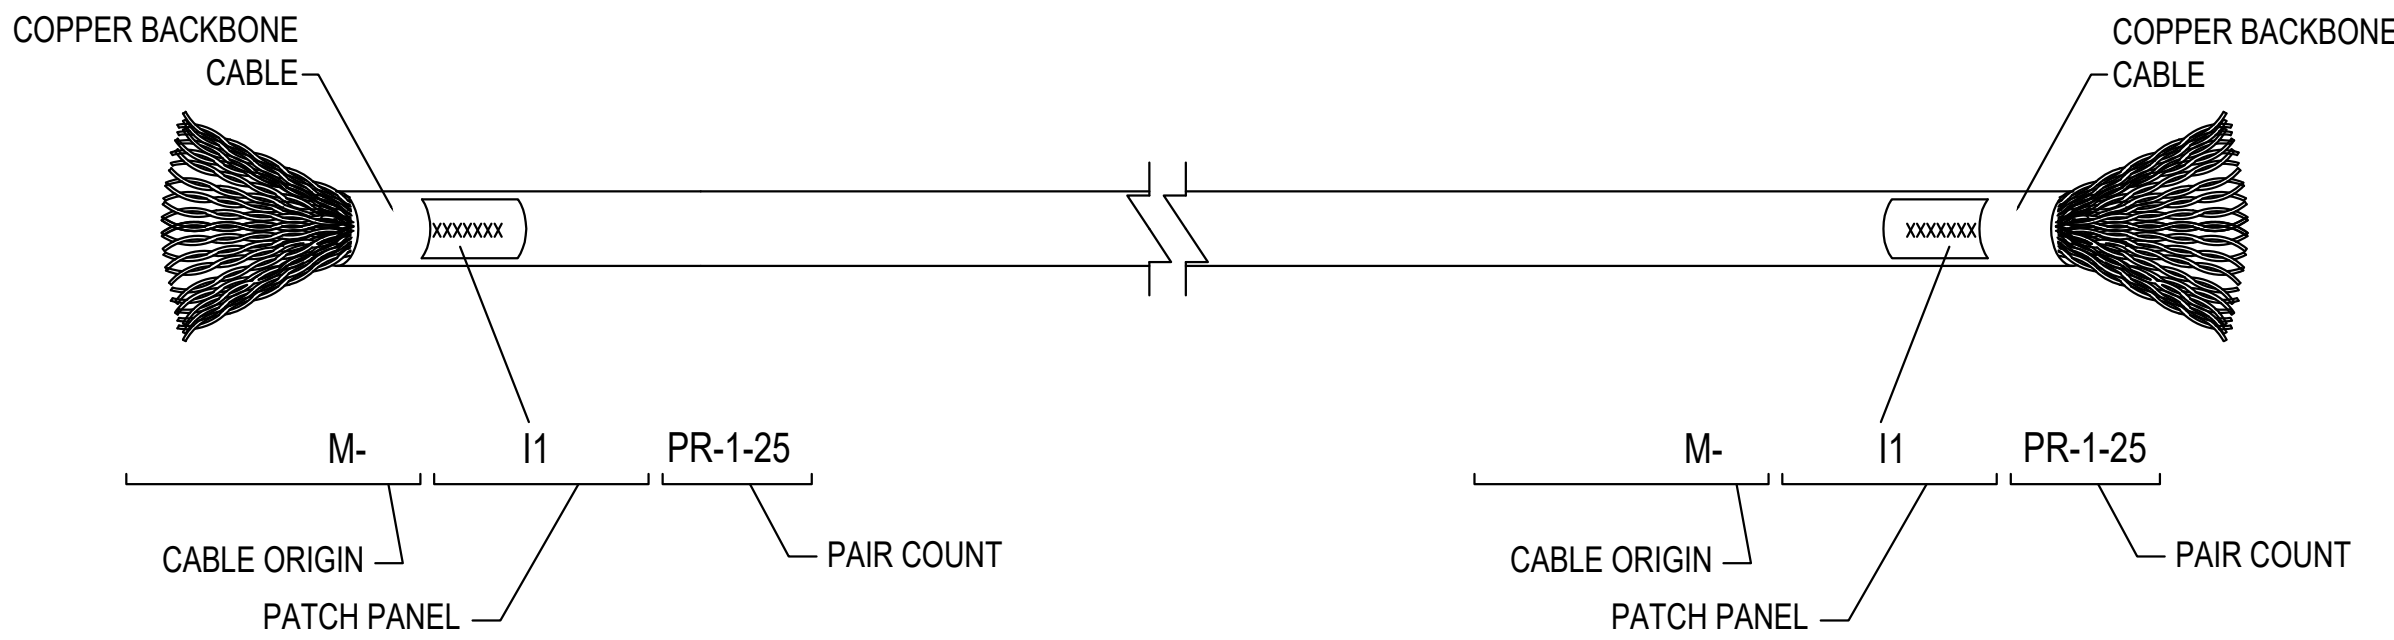 COPPER BACKBONE
CABLE
COPPER BACKBONE
CABLE
XXXXXXX
XXXXXXX
M- I1 PR-1-25
M- I1 PR-1-25
CABLE ORIGIN
PAIR COUNT
PATCH PANEL
CABLE ORIGIN
PAIR COUNT
PATCH PANEL